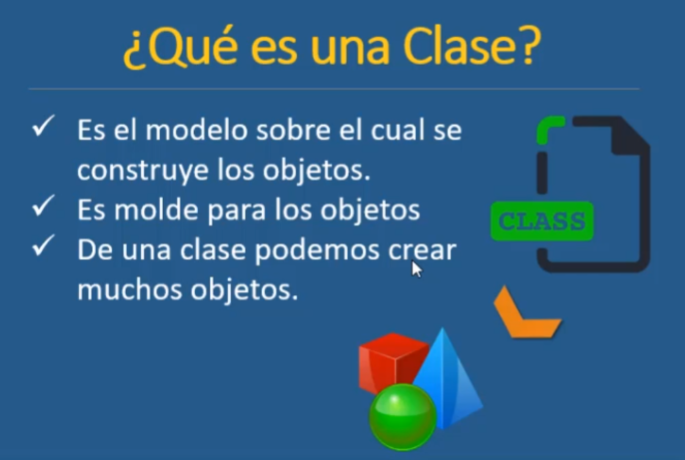 ¿Qué es una Clase?
Es el modelo sobre el cual se
construye los objetos.
Es molde para los objetos
De una clase podemos crear
muchos objetos.
CLASS